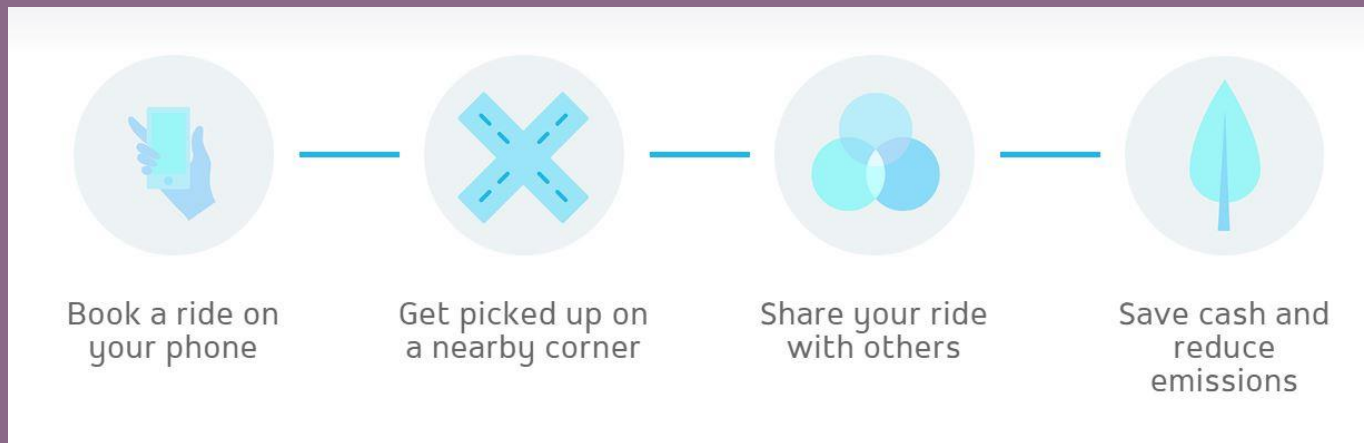 Book a ride on
your phone
Get picked up on
a nearby corner
Share your ride
with others
Save cash and
reduce
emissions